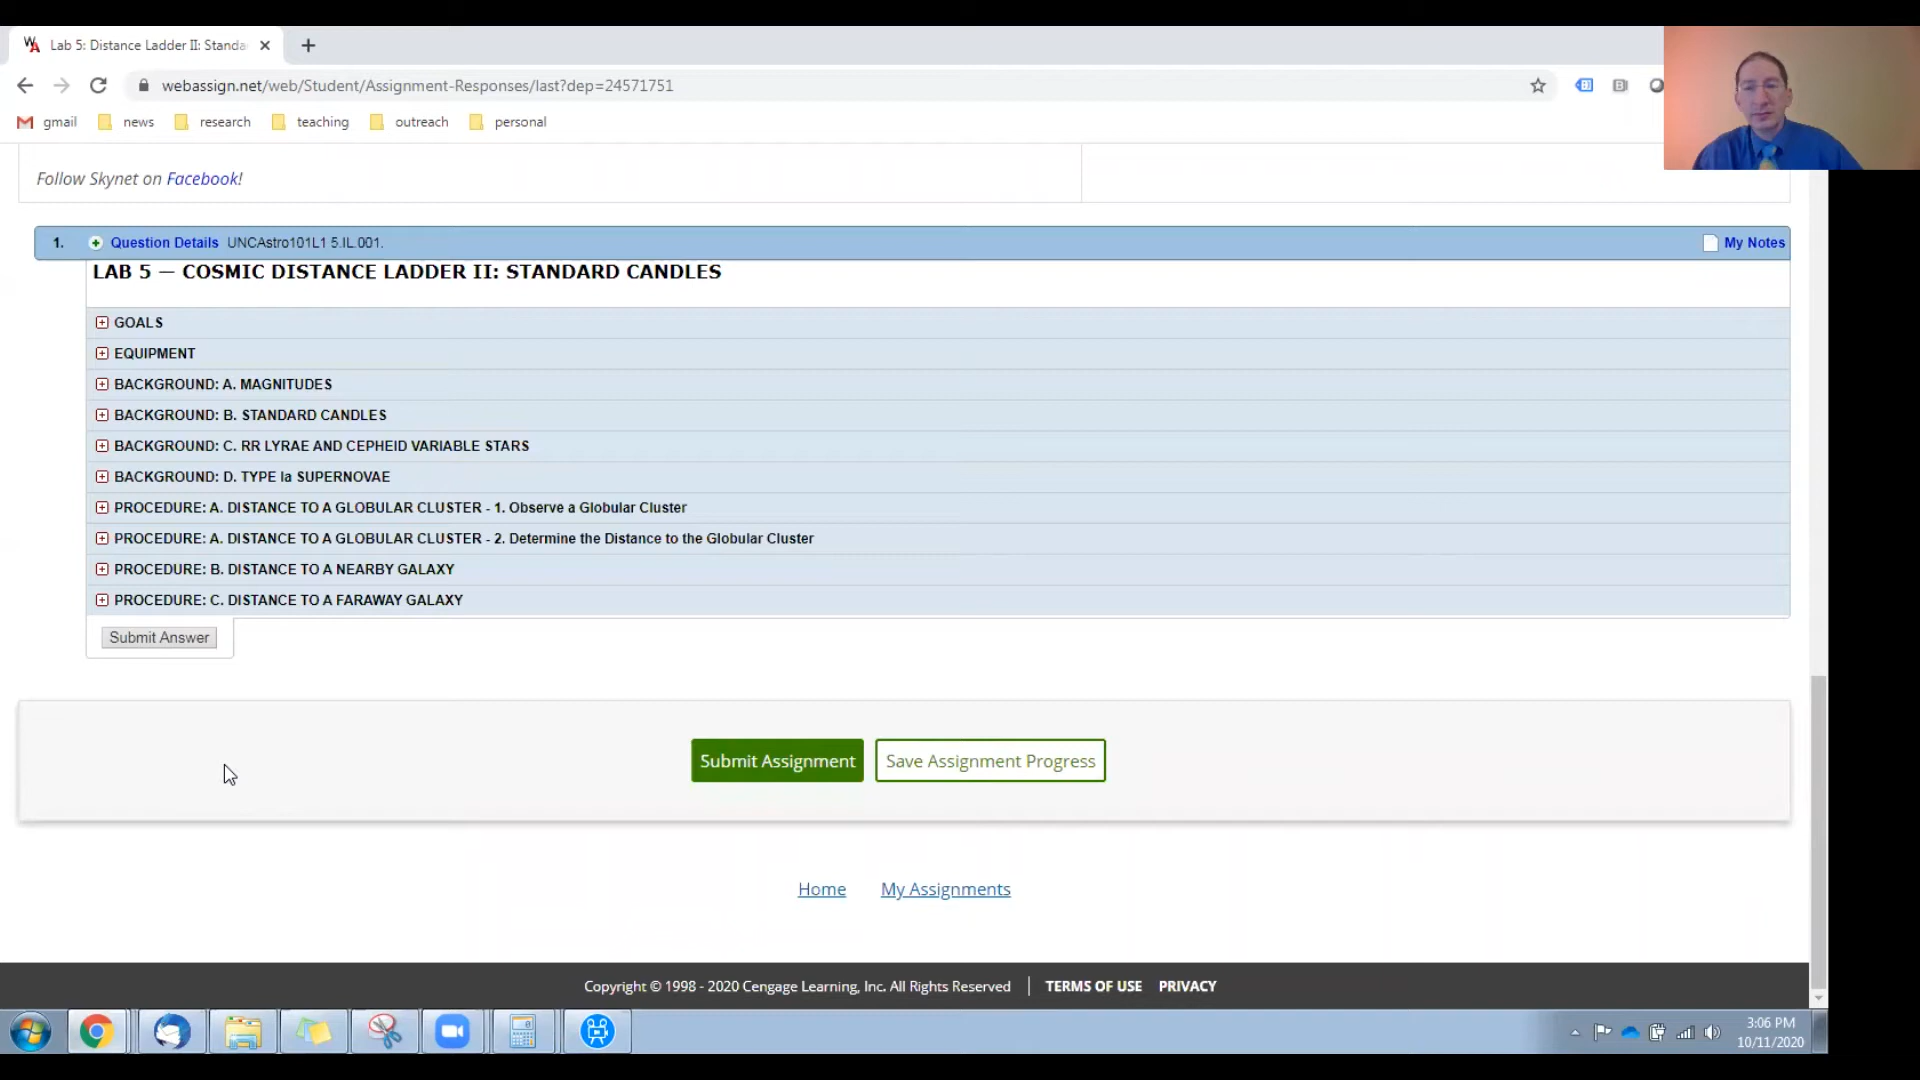 Lab 5: Distance Ladder II: Standa
webassign.net/web/Student/Assignment-Responses/last?dep=24571751
gmail news research teaching outreach personal
Follow Skynet on Facebook!
1. Question Details UNCAstro101L1 5.IL.001. My Notes
LAB 5 — COSMIC DISTANCE LADDER II: STANDARD CANDLES
GOALS
EQUIPMENT
BACKGROUND: A. MAGNITUDES
BACKGROUND: B. STANDARD CANDLES
BACKGROUND: C. RR LYRAE AND CEPHEID VARIABLE STARS
BACKGROUND: D. TYPE Ia SUPERNOVAE
PROCEDURE: A. DISTANCE TO A GLOBULAR CLUSTER - 1. Observe a Globular Cluster
PROCEDURE: A. DISTANCE TO A GLOBULAR CLUSTER - 2. Determine the Distance to the Globular Cluster
PROCEDURE: B. DISTANCE TO A NEARBY GALAXY
PROCEDURE: C. DISTANCE TO A FARAWAY GALAXY
Submit Answer
Submit Assignment Save Assignment Progress
Home My Assignments
Copyright © 1998 - 2020 Cengage Learning, Inc. All Rights Reserved | TERMS OF USE PRIVACY
3:06 PM
10/11/2020